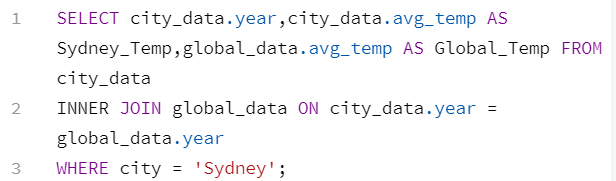 1 SELECT city_data.year,city_data.avg_temp AS
Sydney_Temp,global_data.avg_temp AS Global_Temp FROM
city_data
2 INNER JOIN global_data ON city_data.year =
global_data.year
3 WHERE city = 'Sydney';